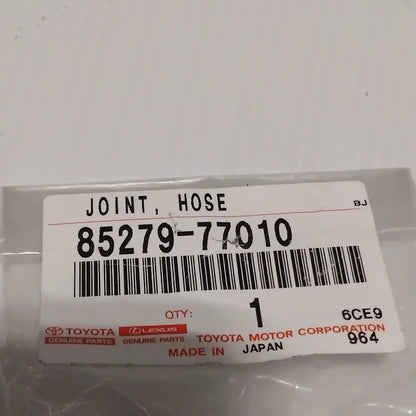 JOINT, HOSE
BJ
85279-77010
QTY: 1 6CE9
TOYOTA LEXUS TOYOTA MOTOR CORPORATION
GENUINE PARTS GENUINE PARTS 964
MADE IN JAPAN